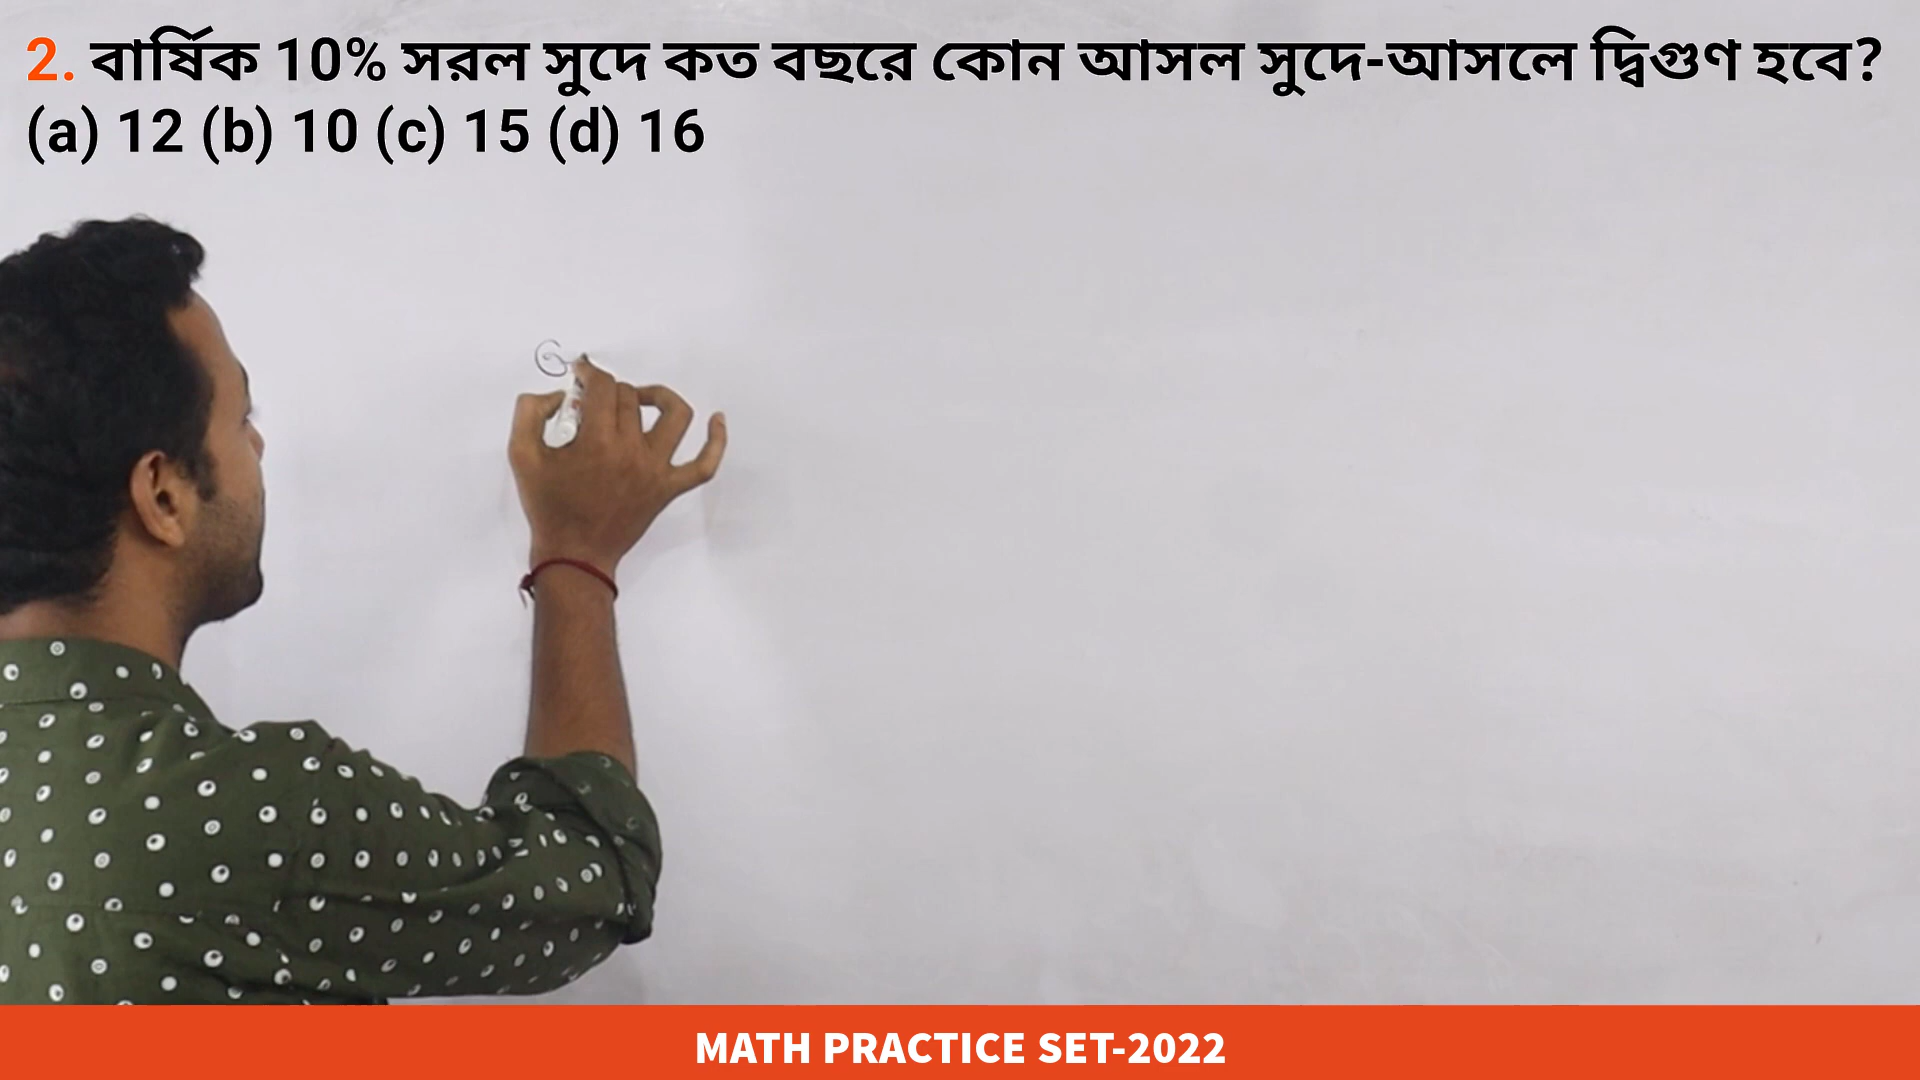 2. বার্ষিক 10% সরল সুদে কত বছরে কোন আসল সুদে-আসলে দ্বিগুণ হবে?
(a) 12 (b) 10 (c) 15 (d) 16
MATH PRACTICE SET-2022